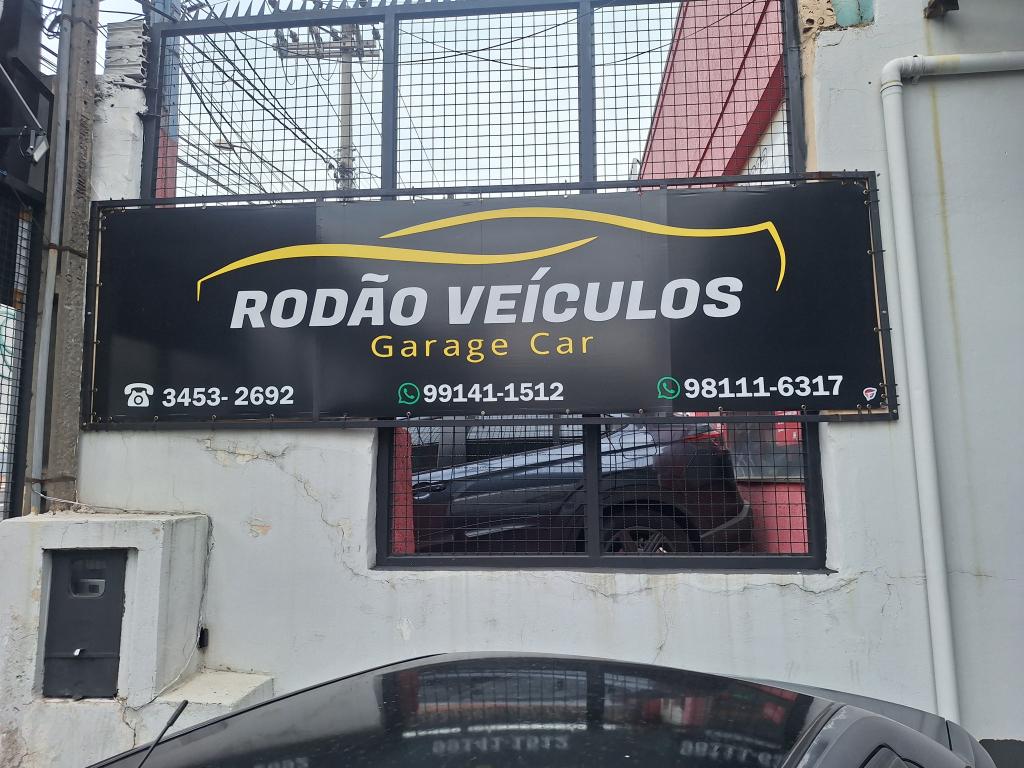 RODÃO VEÍCULOS
Garage Car
3453-2692
99141-1512
98111-6317